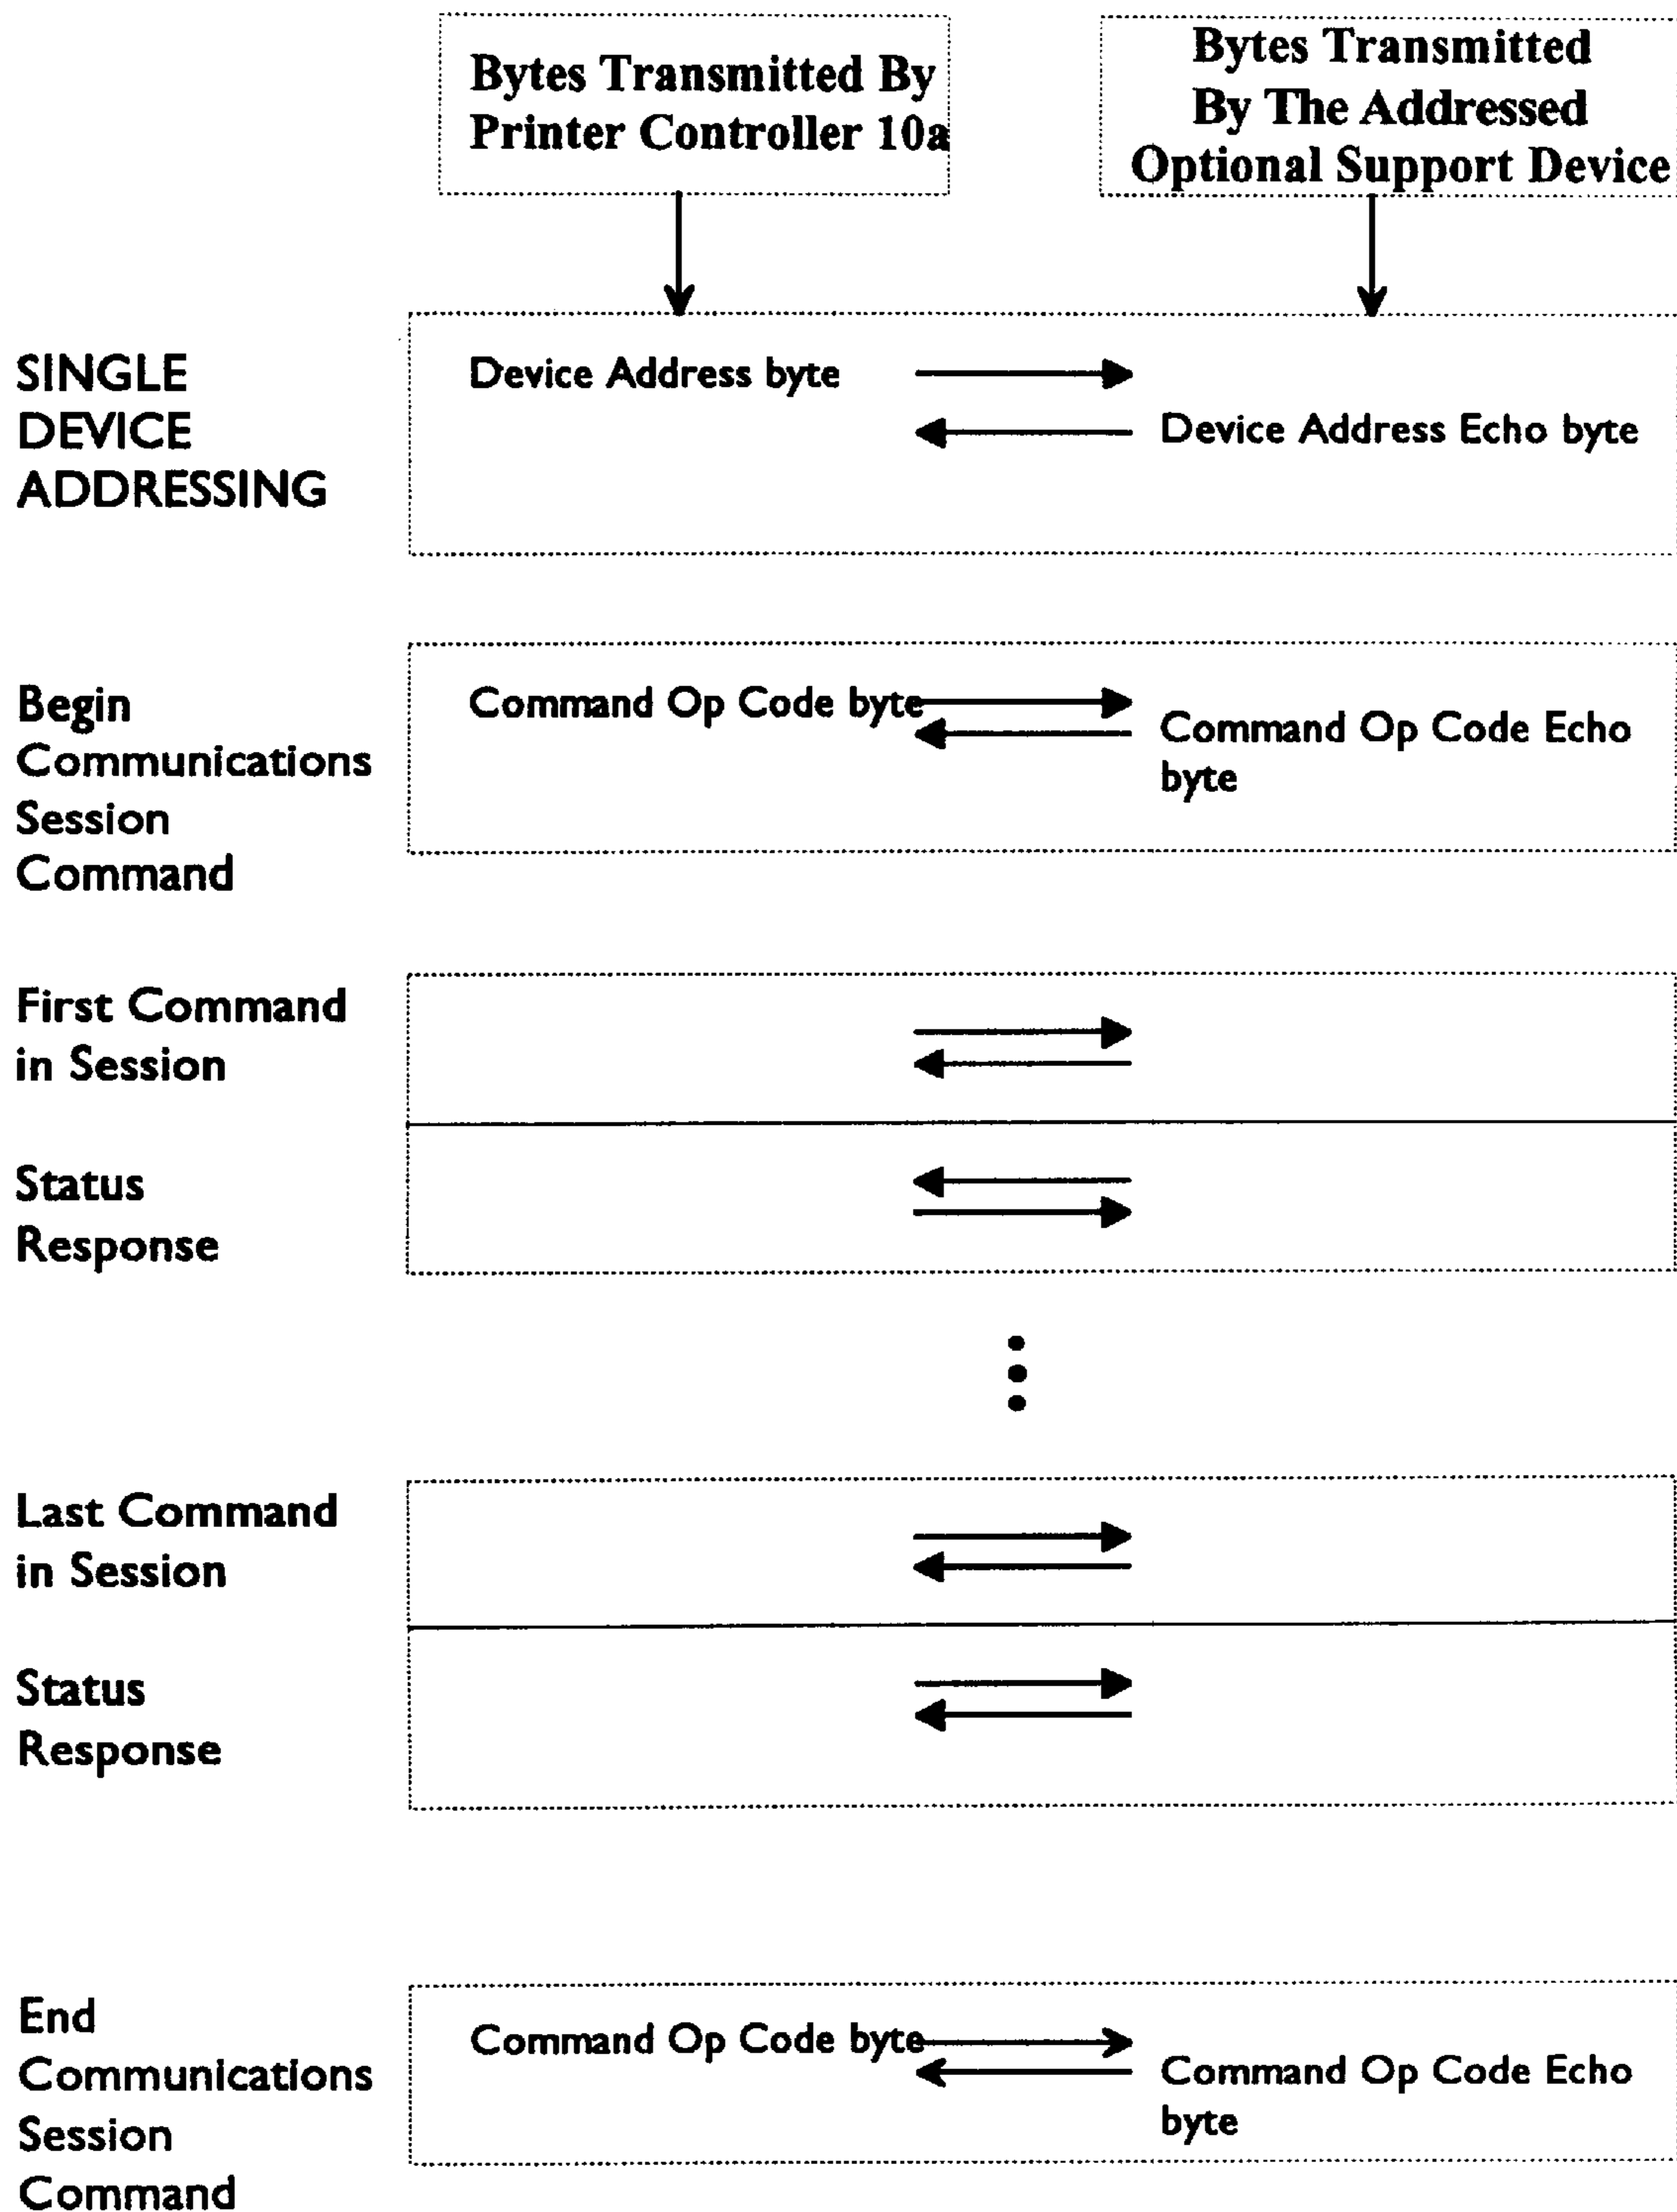 Bytes Transmitted By
Printer Controller 10a
Bytes Transmitted
By The Addressed
Optional Support Device
SINGLE
DEVICE
ADDRESSING
Device Address byte
Device Address Echo byte
Begin
Communications
Session
Command
Command Op Code byte
Command Op Code Echo
byte
First Command
in Session
Status
Response
Last Command
in Session
Status
Response
End
Communications
Session
Command
Command Op Code byte
Command Op Code Echo
byte